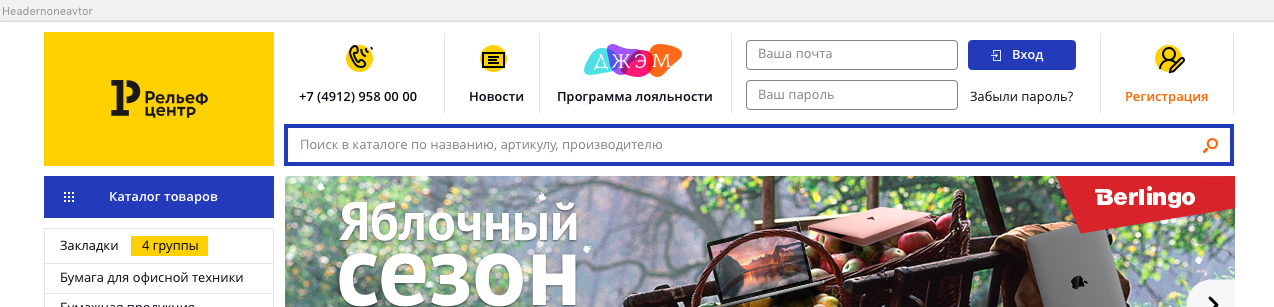 Headernoneavtor
Рельеф
центр
+7 (4912) 958 00 00
Новости
ДЖЭМ
Программа лояльности
Ваша почта
Вход
Ваш пароль
Забыли пароль?
Регистрация
Поиск в каталоге по названию, артикулу, производителю
Каталог товаров
Закладки 4 группы
Бумага для офисной техники
Бумажная продукция
Яблочный
сезон
Berlingo